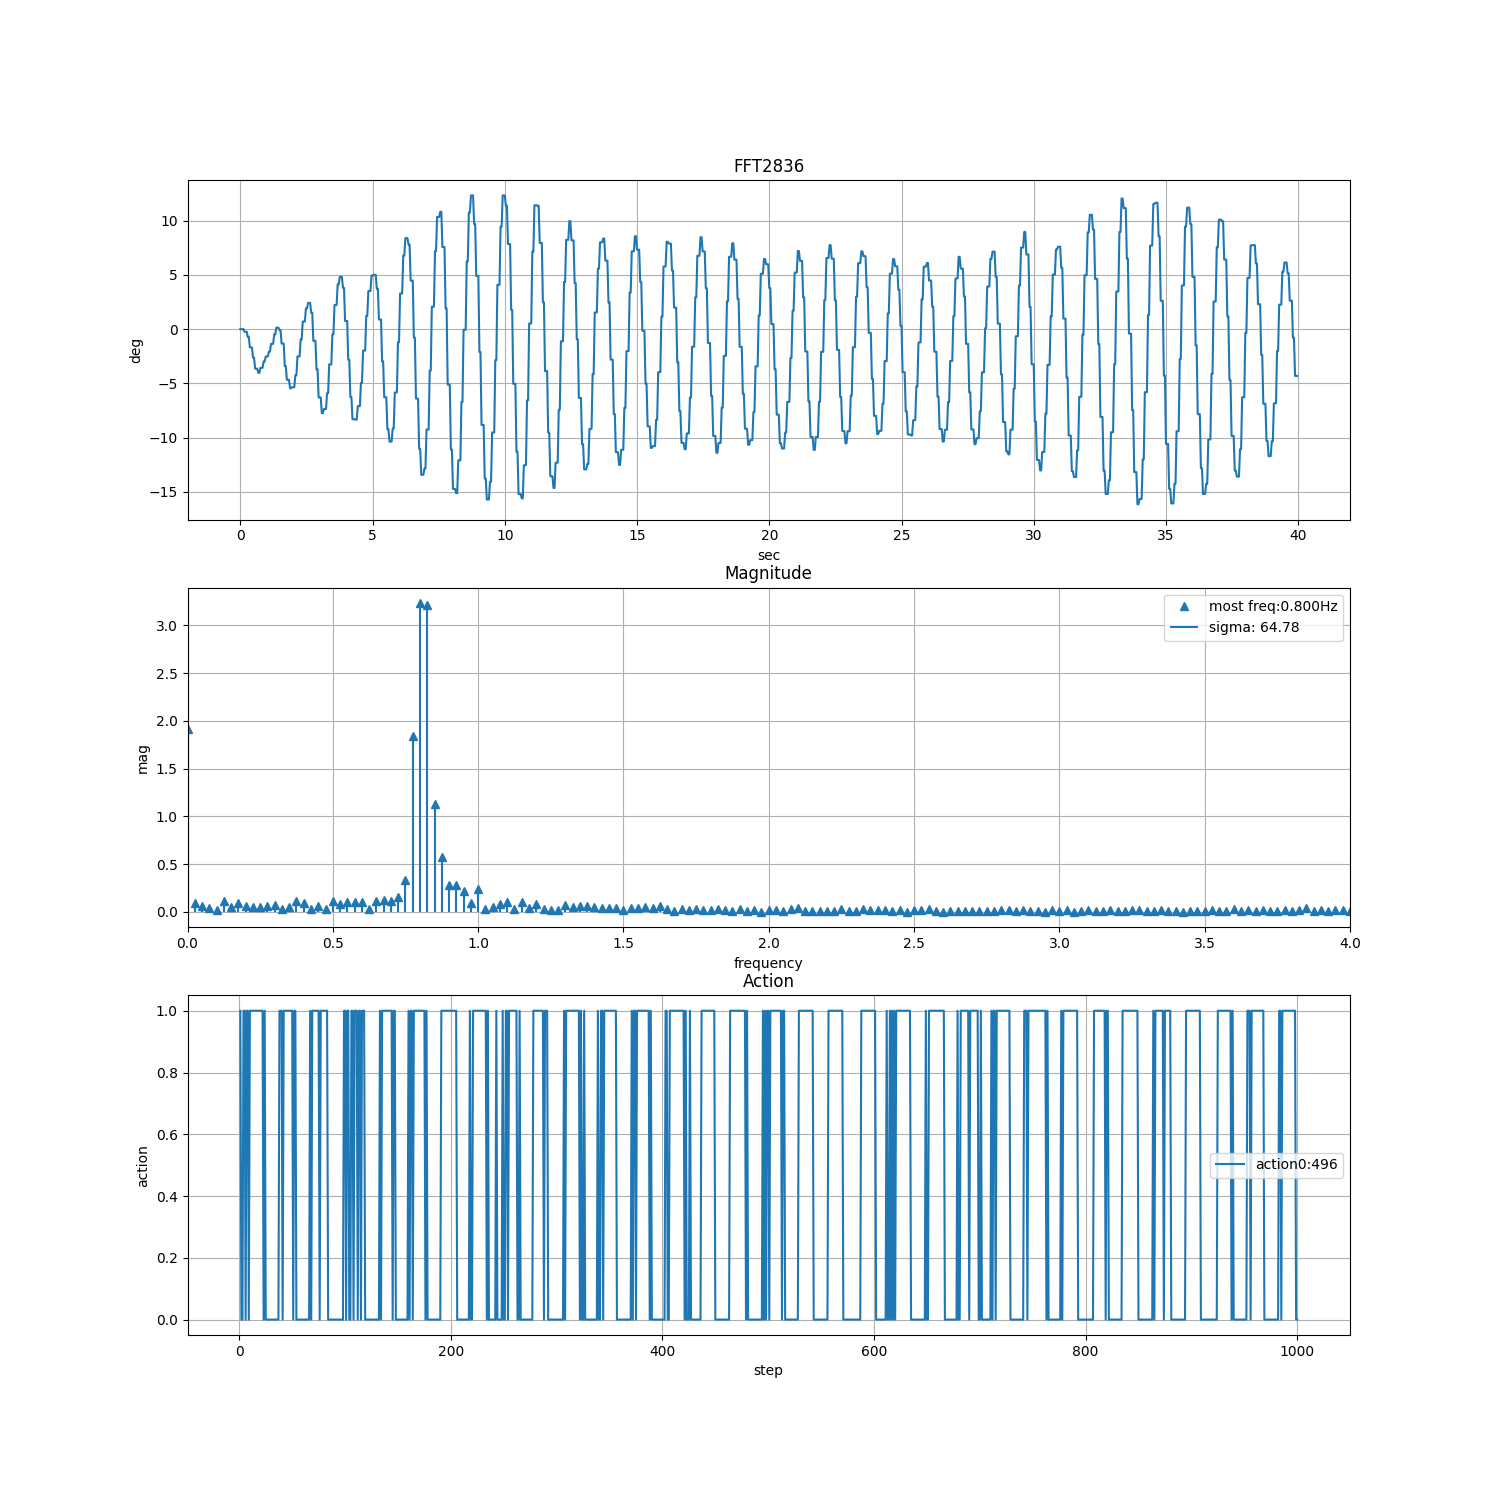 FFT2836
10
5
0
−5
−10
−15
deg
0 5 10 15 20 25 30 35 40
sec
Magnitude
most freq:0.800Hz
sigma: 64.78
3.0
2.5
2.0
1.5
1.0
0.5
0.0
mag
0.0 0.5 1.0 1.5 2.0 2.5 3.0 3.5 4.0
frequency
Action
1.0
0.8
0.6
0.4
0.2
0.0
action
action0:496
0 200 400 600 800 1000
step